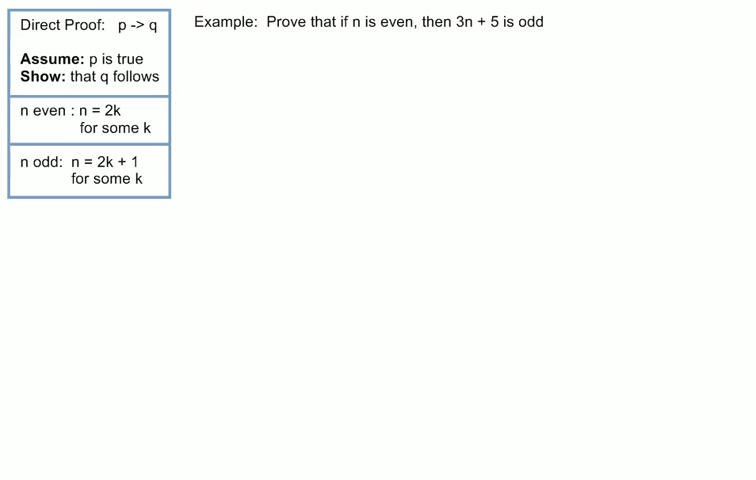 Direct Proof: p -> q
Assume: p is true
Show: that q follows
n even : n = 2k
for some k
n odd: n = 2k + 1
for some k
Example: Prove that if n is even, then 3n + 5 is odd